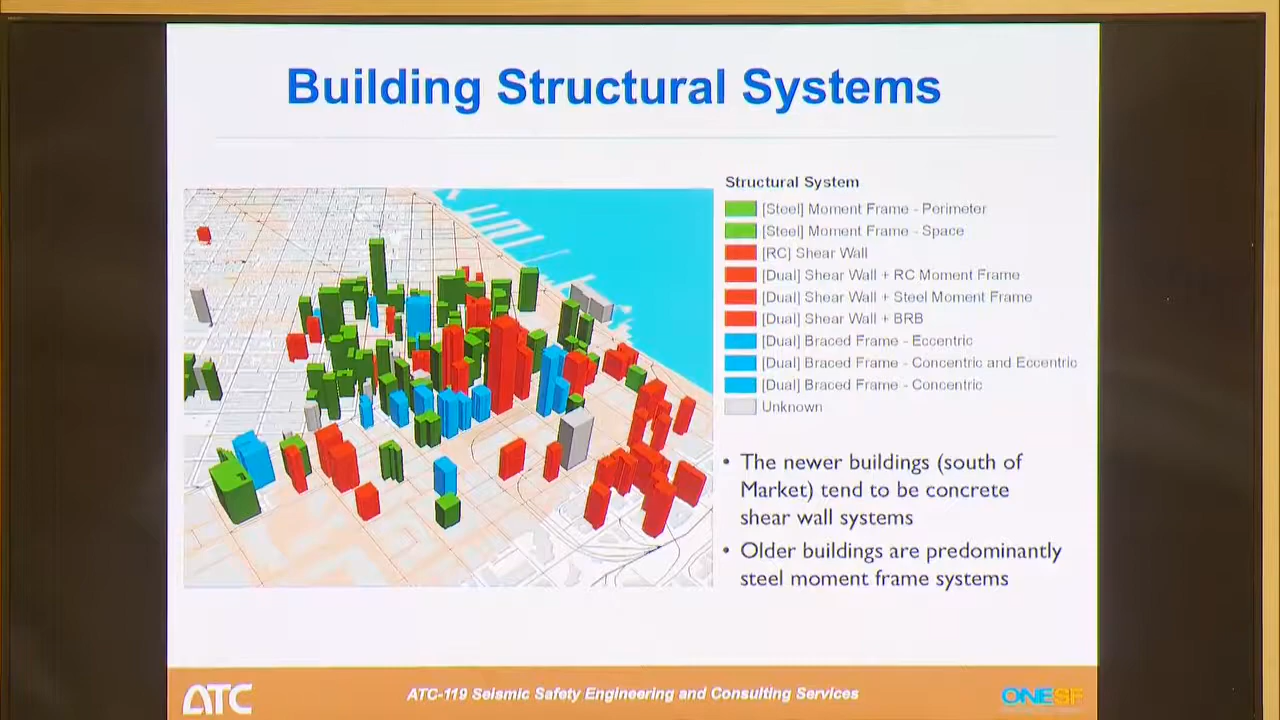 Building Structural Systems
Structural System
[Steel] Moment Frame - Perimeter
[Steel] Moment Frame - Space
[RC] Shear Wall
[Dual] Shear Wall + RC Moment Frame
[Dual] Shear Wall + Steel Moment Frame
[Dual] Shear Wall + BRB
[Dual] Braced Frame - Eccentric
[Dual] Braced Frame - Concentric and Eccentric
[Dual] Braced Frame - Concentric
Unknown
• The newer buildings (south of
Market) tend to be concrete
shear wall systems
• Older buildings are predominantly
steel moment frame systems
ATC
ATC-119 Seismic Safety Engineering and Consulting Services
ONESF